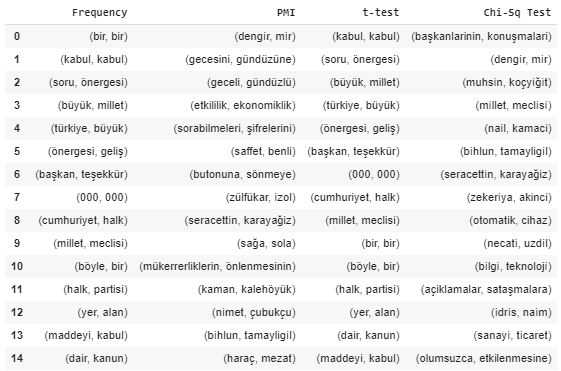 Frequency PMI t-test Chi-Sq Test
0 (bir, bir) (dengir, mir) (kabul, kabul) (başkanlarinin, konuşmalari)
1 (kabul, kabul) (gecesini, gündüzüne) (soru, önergesi) (dengir, mir)
2 (soru, önergesi) (geceli, gündüzlü) (büyük, millet) (muhsin, koçyiğit)
3 (büyük, millet) (etkililik, ekonomiklik) (türkiye, büyük) (millet, meclisi)
4 (türkiye, büyük) (sorabilmeleri, şifrelerini) (önergesi, geliş) (nail, kamaci)
5 (önergesi, geliş) (saffet, benli) (başkan, teşekkür) (bihlun, tamayligil)
6 (başkan, teşekkür) (butonuna, sönmeye) (000, 000) (seracettin, karayağiz)
7 (000, 000) (zülfükar, izol) (cumhuriyet, halk) (zekeriya, akinci)
8 (cumhuriyet, halk) (seracettin, karayağiz) (millet, meclisi) (otomatik, cihaz)
9 (millet, meclisi) (sağa, sola) (bir, bir) (necati, uzdil)
10 (böyle, bir) (mükerrerliklerin, önlenmesinin) (böyle, bir) (bilgi, teknoloji)
11 (halk, partisi) (kaman, kalehöyük) (halk, partisi) (açiklamalar, sataşmalara)
12 (yer, alan) (nimet, çubukçu) (yer, alan) (idris, naim)
13 (maddeyi, kabul) (bihlun, tamayligil) (dair, kanun) (sanayi, ticaret)
14 (dair, kanun) (haraç, mezat) (maddeyi, kabul) (olumsuzca, etkilenmesine)